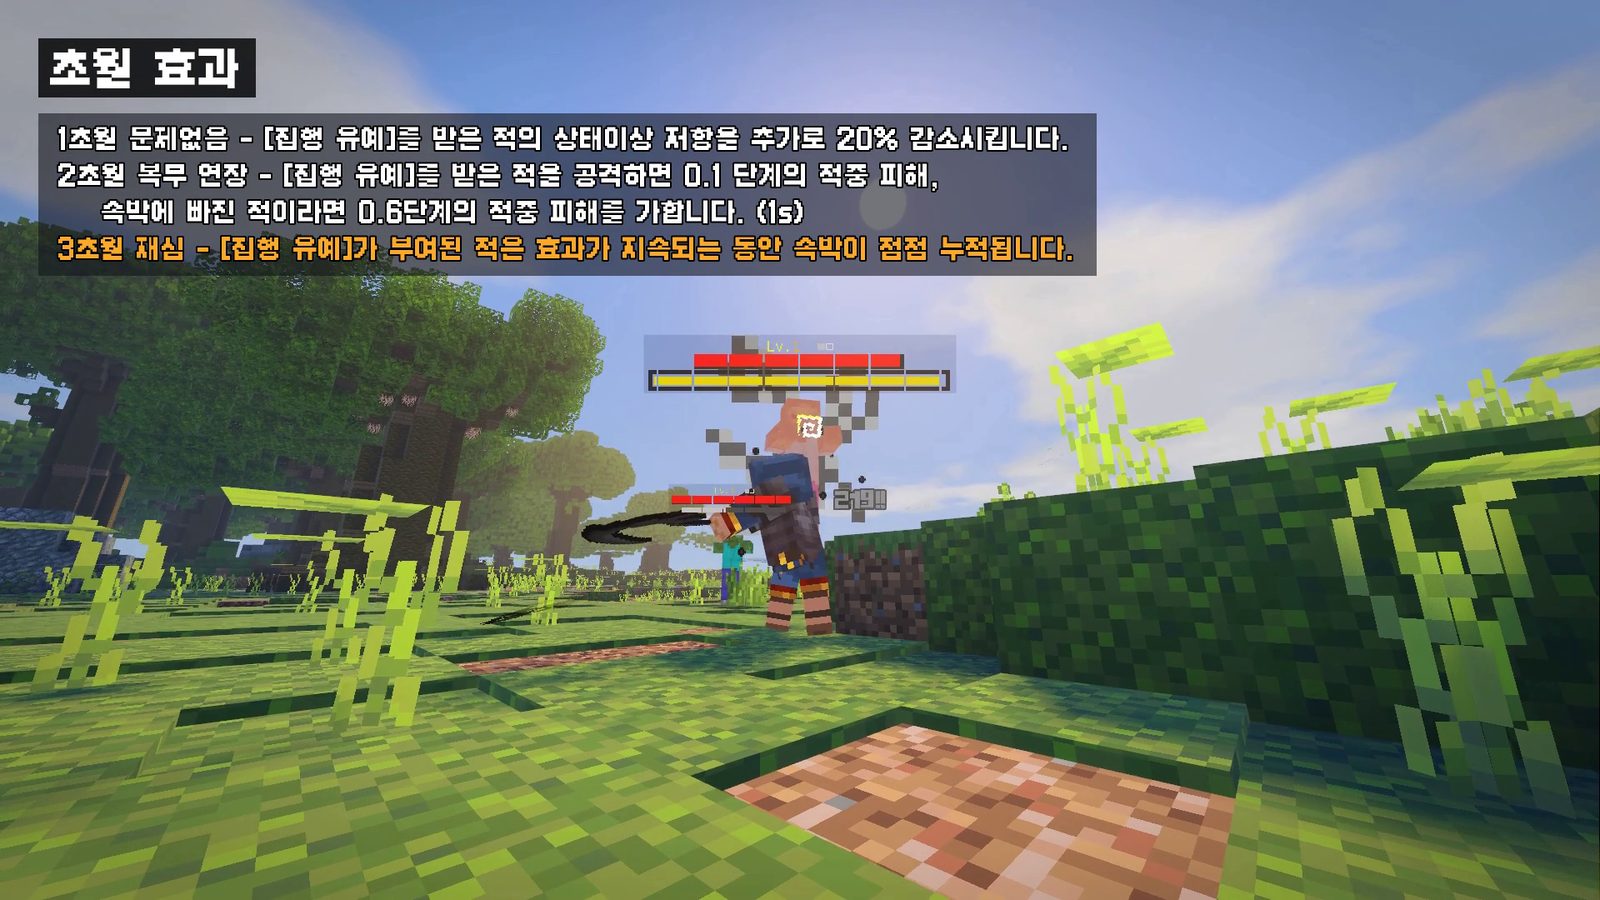 초월 효과
1초월 문제없음 - [집행 유예]를 받은 적의 상태이상 저항을 추가로 20% 감소시킵니다.
2초월 복무 연장 - [집행 유예]를 받은 적을 공격하면 0.1 단계의 적중 피해,
속박에 빠진 적이라면 0.6단계의 적중 피해를 가합니다. (1s)
3초월 재심 - [집행 유예]가 부여된 적은 효과가 지속되는 동안 속박이 점점 누적됩니다.
Lv.
219!!